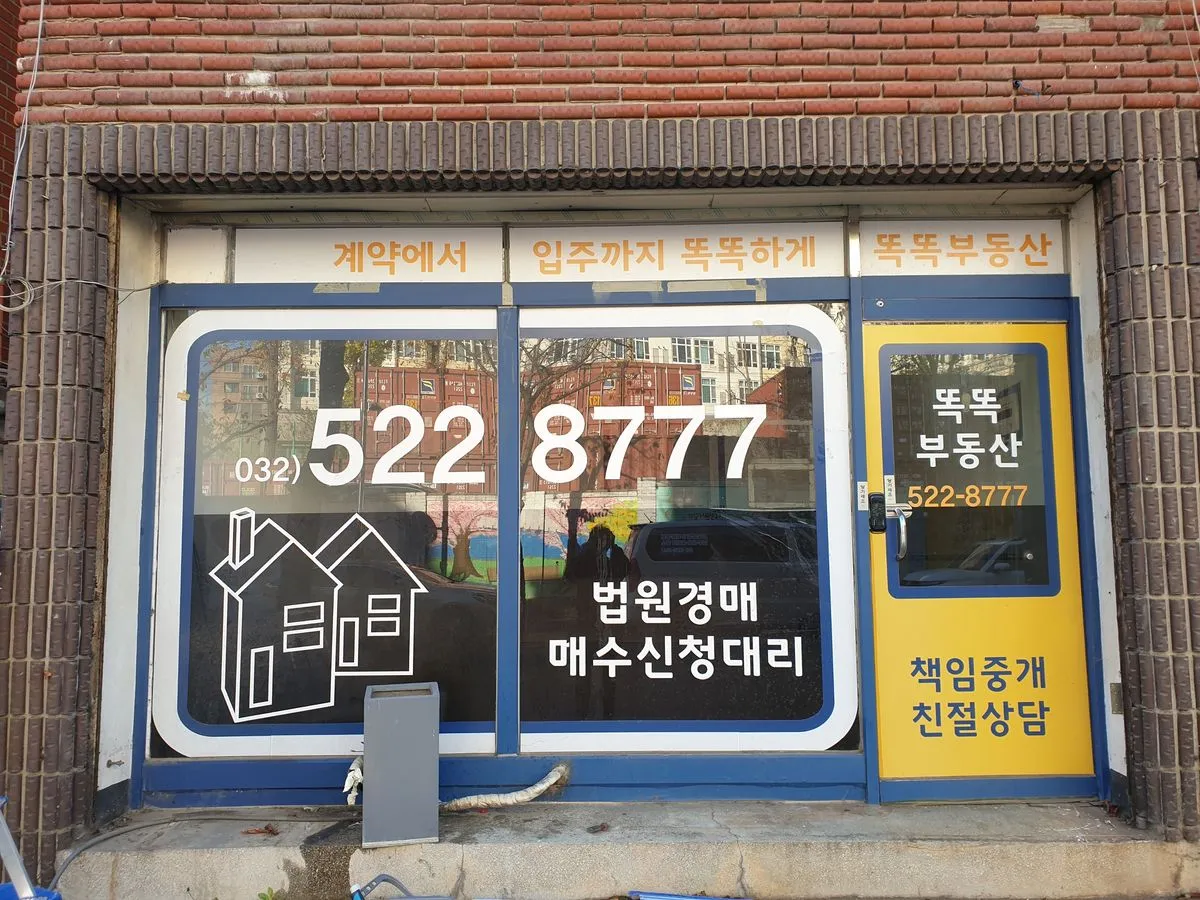 계약에서 입주까지 똑똑하게 똑똑부동산
032) 522 8777
법원경매
매수신청대리
똑똑
부동산
522-8777
책임중개
친절상담